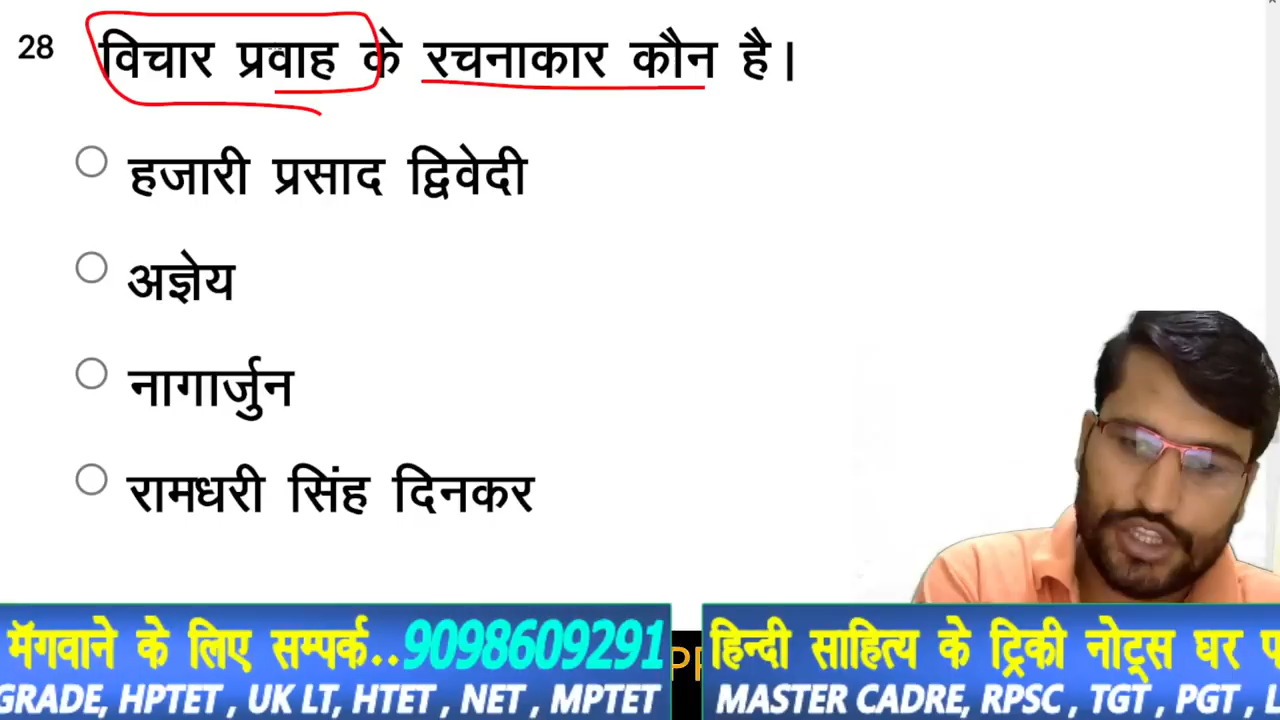 28 विचार प्रवाह के रचनाकार कौन है।
हजारी प्रसाद द्विवेदी
अज्ञेय
नागार्जुन
रामधरी सिंह दिनकर
मॅगवाने के लिए सम्पर्क..9098609291
हिन्दी साहित्य के ट्रिकी नोट्स घर
GRADE, HPTET , UK LT, HTET , NET , MPTET
MASTER CADRE, RPSC , TGT , PGT ,